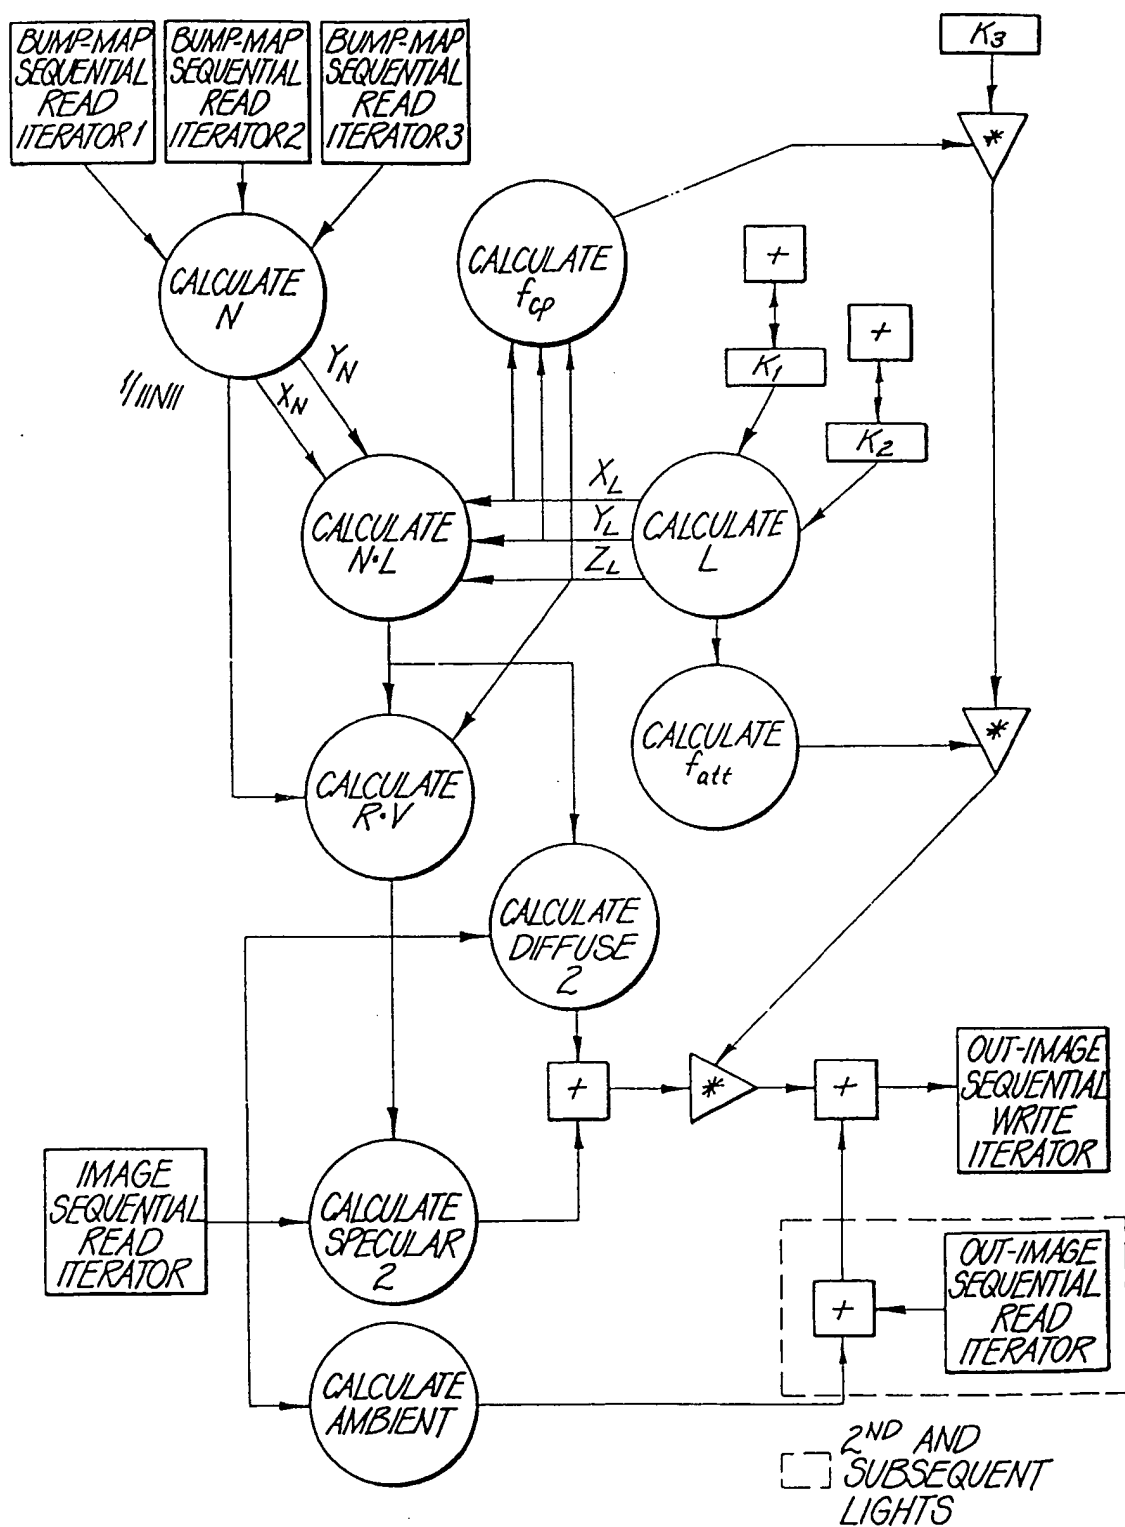 BUMP-MAP
SEQUENTIAL
READ
ITERATOR 1
BUMP-MAP
SEQUENTIAL
READ
ITERATOR 2
BUMP-MAP
SEQUENTIAL
READ
ITERATOR 3
K3
*
CALCULATE
N
CALCULATE
fcp
+
+
K1
K2
1/||N||
XN
YN
CALCULATE
N•L
XL
YL
ZL
CALCULATE
L
CALCULATE
R•V
CALCULATE
fatt
*
CALCULATE
DIFFUSE
2
+
*
+
OUT-IMAGE
SEQUENTIAL
WRITE
ITERATOR
IMAGE
SEQUENTIAL
READ
ITERATOR
CALCULATE
SPECULAR
2
+
OUT-IMAGE
SEQUENTIAL
READ
ITERATOR
CALCULATE
AMBIENT
2ND AND
SUBSEQUENT
LIGHTS